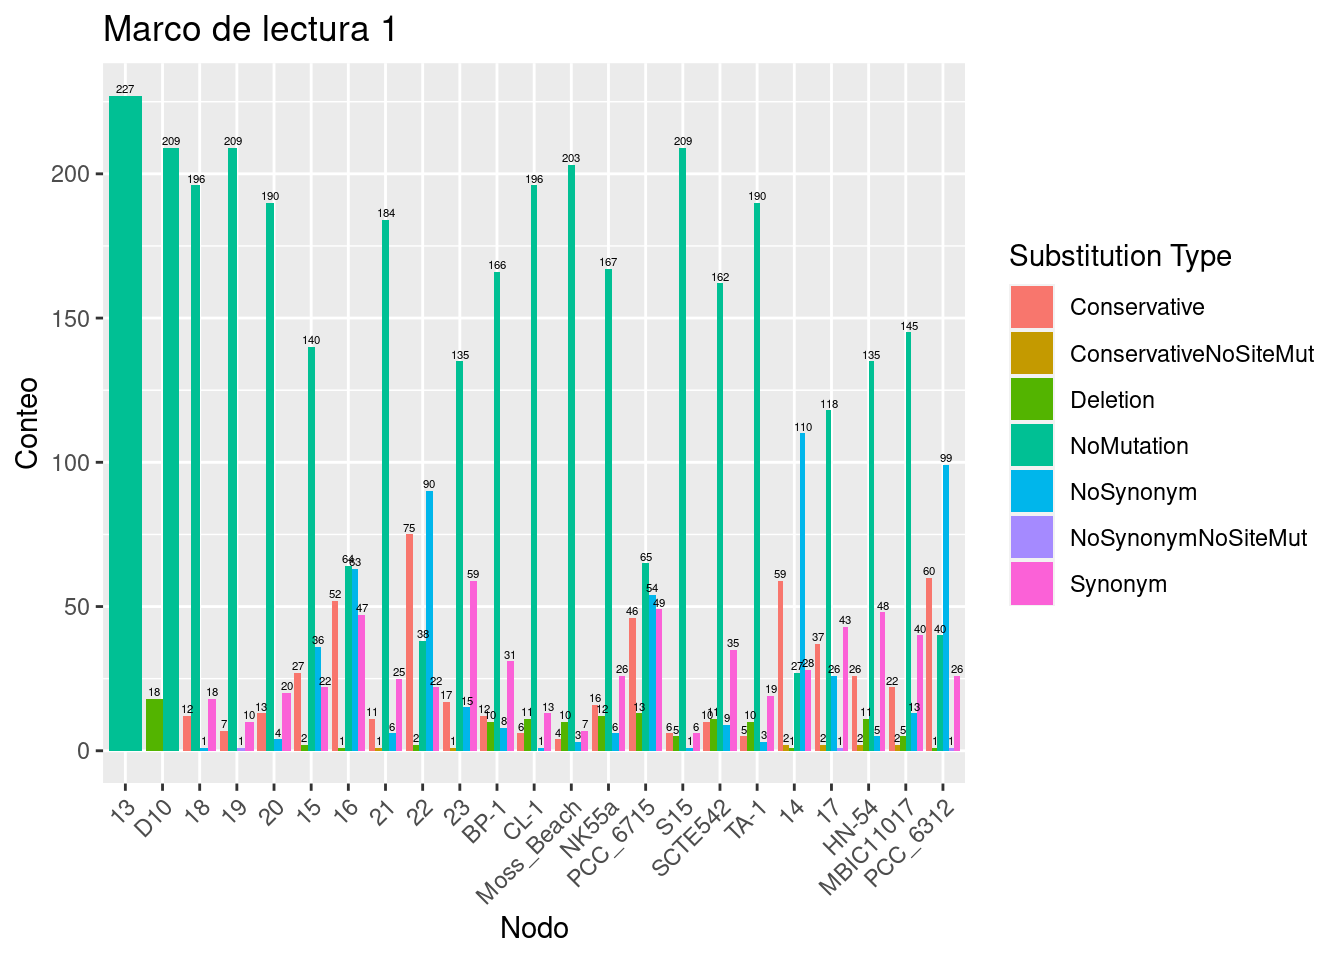 Marco de lectura 1
Conteo
200
150
100
50
0
227
18 209
12 196 1 18
7 209 1 10
13 190 4 20
27 2 140 36 22
52 1 64 63 47
11 1 184 6 25
75 2 38 90 22
17 1 135 15 59
12 10 166 8 31
6 11 196 1 13
4 10 203 3 7
16 12 167 6 26
46 13 65 54 49
6 5 209 1 6
10 11 162 9 35
5 10 190 3 19
59 2 1 27 110 28
37 2 118 26 1 43
26 2 11 135 5 48
22 2 5 145 13 40
60 1 40 99 1 26
13
D10
18
19
20
15
16
21
22
23
BP-1
CL-1
Moss_Beach
NK55a
PCC_6715
S15
SCTE542
TA-1
14
17
HN-54
MBIC11017
PCC_6312
Nodo
Substitution Type
Conservative
ConservativeNoSiteMut
Deletion
NoMutation
NoSynonym
NoSynonymNoSiteMut
Synonym